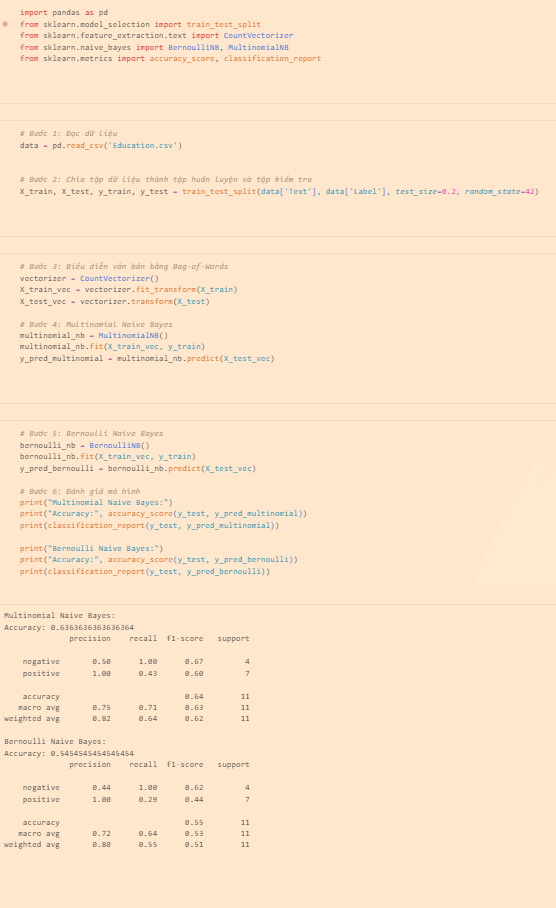 import pandas as pd
from sklearn.model_selection import train_test_split
from sklearn.feature_extraction.text import CountVectorizer
from sklearn.naive_bayes import BernoulliNB, MultinomialNB
from sklearn.metrics import accuracy_score, classification_report
# Bước 1: Đọc dữ liệu
data = pd.read_csv('Education.csv')
# Bước 2: Chia tập dữ liệu thành tập huấn luyện và tập kiểm tra
X_train, X_test, y_train, y_test = train_test_split(data['Text'], data['Label'], test_size=0.2, random_state=42)
# Bước 3: Biểu diễn văn bản bằng Bag-of-Words
vectorizer = CountVectorizer()
X_train_vec = vectorizer.fit_transform(X_train)
X_test_vec = vectorizer.transform(X_test)
# Bước 4: Multinomial Naive Bayes
multinomial_nb = MultinomialNB()
multinomial_nb.fit(X_train_vec, y_train)
y_pred_multinomial = multinomial_nb.predict(X_test_vec)
# Bước 5: Bernoulli Naive Bayes
bernoulli_nb = BernoulliNB()
bernoulli_nb.fit(X_train_vec, y_train)
y_pred_bernoulli = bernoulli_nb.predict(X_test_vec)
# Bước 6: Đánh giá mô hình
print("Multinomial Naive Bayes:")
print("Accuracy:", accuracy_score(y_test, y_pred_multinomial))
print(classification_report(y_test, y_pred_multinomial))
print("Bernoulli Naive Bayes:")
print("Accuracy:", accuracy_score(y_test, y_pred_bernoulli))
print(classification_report(y_test, y_pred_bernoulli))
Multinomial Naive Bayes:
Accuracy: 0.6363636363636364
precision recall f1-score support
negative 0.50 1.00 0.67 4
positive 1.00 0.43 0.60 7
accuracy 0.64 11
macro avg 0.75 0.71 0.63 11
weighted avg 0.82 0.64 0.62 11
Bernoulli Naive Bayes:
Accuracy: 0.5454545454545454
precision recall f1-score support
negative 0.44 1.00 0.62 4
positive 1.00 0.29 0.44 7
accuracy 0.55 11
macro avg 0.72 0.64 0.53 11
weighted avg 0.80 0.55 0.51 11